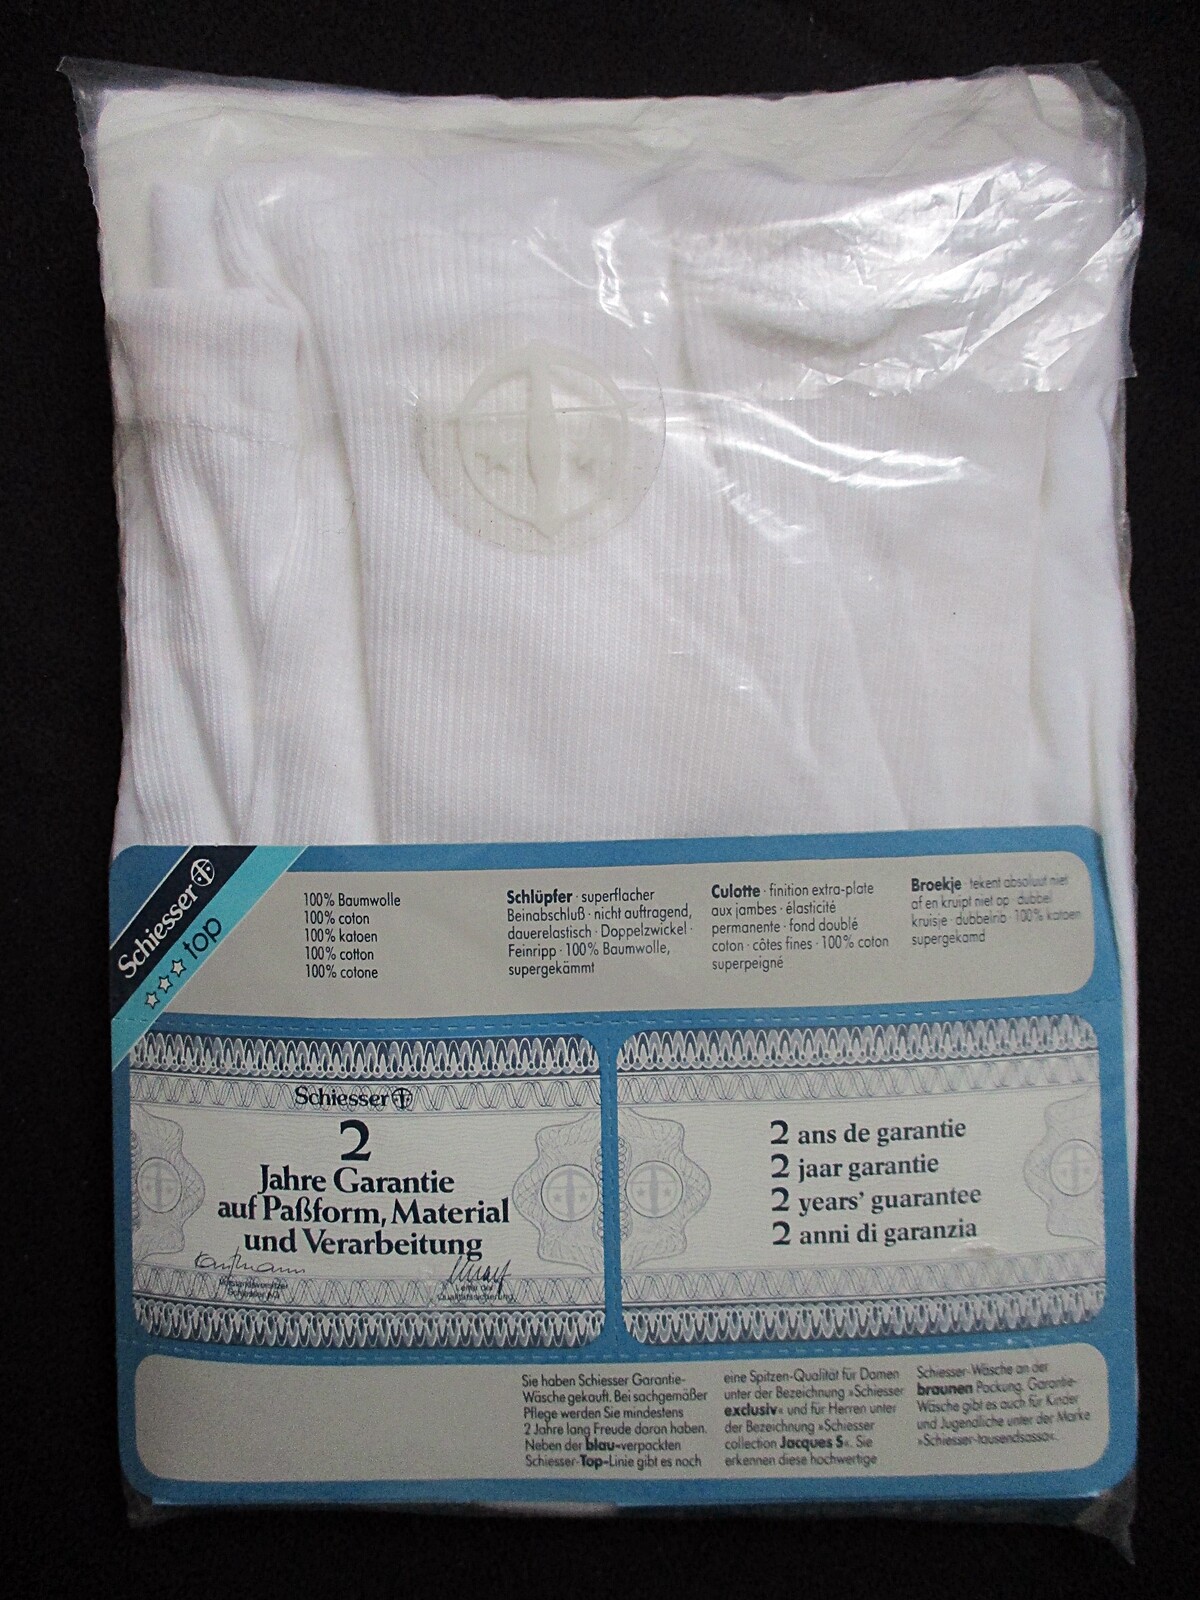 Schiesser
top
100% Baumwolle
100% coton
100% katoen
100% cotton
100% cotone
Schlüpfer · superflacher
Beinabschluß · nicht auftragend,
dauerelastisch · Doppelzwickel ·
Feinripp · 100% Baumwolle,
supergekämmt
Culotte · finition extra-plate
aux jambes · élasticité
permanente · fond doublé
coton · côtes fines · 100% coton
superpeigné
Broekje · tekent absoluut niet
af en kruipt niet op · dubbel
kruisje · dubbelrib · 100% katoen
supergekamd
Schiesser
2
Jahre Garantie
auf Paßform, Material
und Verarbeitung
Vorstandsvorsitzer
Schiesser AG
Leiter der
Qualitätssicherung
2 ans de garantie
2 jaar garantie
2 years' guarantee
2 anni di garanzia
Sie haben Schiesser Garantie-
Wäsche gekauft. Bei sachgemäßer
Pflege werden Sie mindestens
2 Jahre lang Freude daran haben.
Neben der blau-verpackten
Schiesser-Top-Linie gibt es noch
eine Spitzen-Qualität für Damen
unter der Bezeichnung »Schiesser
exclusiv« und für Herren unter
der Bezeichnung »Schiesser
collection Jacques S«. Sie
erkennen diese hochwertige
Schiesser-Wäsche an der
braunen Packung. Garantie-
Wäsche gibt es auch für Kinder
und Jugendliche unter der Marke
»Schiesser-tausendsassa«.